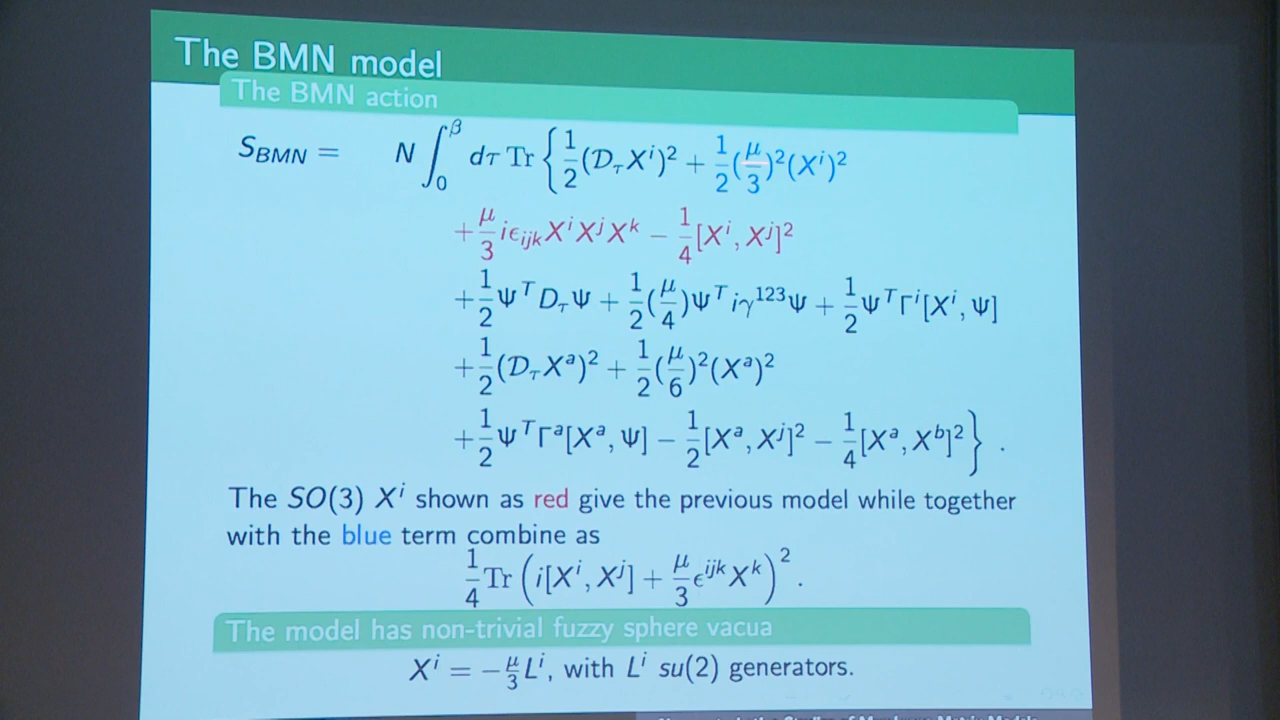 The BMN model
The BMN action
S_{BMN} = N ∫_0^β dτ Tr { 1/2 (𝒟_τ X^i)^2 + 1/2 (μ/3)^2 (X^i)^2
+ μ/3 iϵ_{ijk} X^i X^j X^k − 1/4 [X^i, X^j]^2
+ 1/2 Ψ^T D_τ Ψ + 1/2 (μ/4) Ψ^T iγ^{123} Ψ + 1/2 Ψ^T Γ^i [X^i, Ψ]
+ 1/2 (𝒟_τ X^a)^2 + 1/2 (μ/6)^2 (X^a)^2
+ 1/2 Ψ^T Γ^a [X^a, Ψ] − 1/2 [X^a, X^j]^2 − 1/4 [X^a, X^b]^2 } .
The SO(3) X^i shown as red give the previous model while together
with the blue term combine as
1/4 Tr ( i[X^i, X^j] + μ/3 ϵ^{ijk} X^k )^2 .
The model has non-trivial fuzzy sphere vacua
X^i = − μ/3 L^i, with L^i su(2) generators.